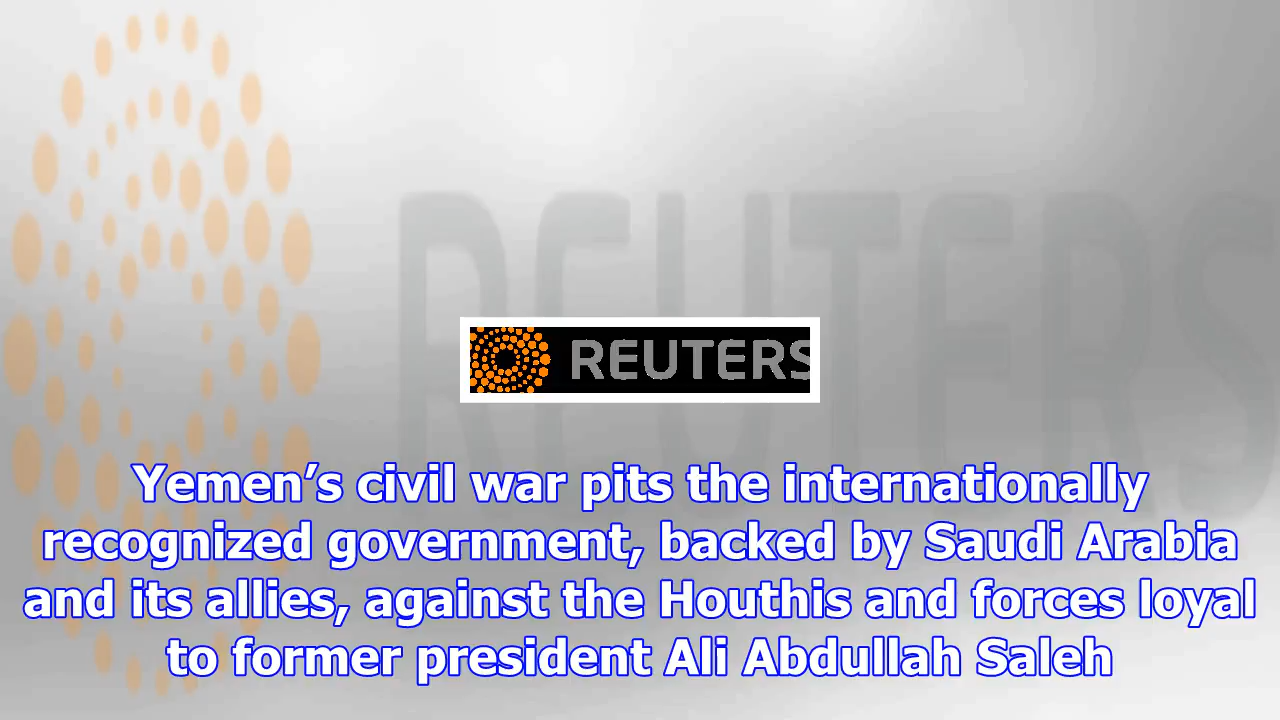 REUTERS
REUTERS
Yemen’s civil war pits the internationally
recognized government, backed by Saudi Arabia
and its allies, against the Houthis and forces loyal
to former president Ali Abdullah Saleh